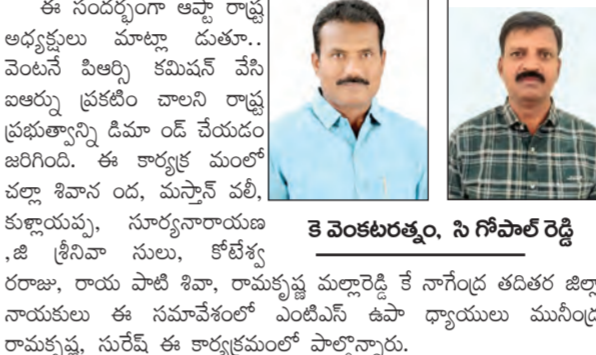 ఈ సందర్భంగా ఆప్టా రాష్ట్ర
అధ్యక్షులు మాట్లా డుతూ..
వెంటనే పిఆర్సి కమిషన్ వేసి
ఐఆర్ను ప్రకటిం చాలని రాష్ట్ర
ప్రభుత్వాన్ని డిమా ండ్ చేయడం
జరిగింది. ఈ కార్యక్ర మంలో
చల్లా శివాన ంద, మస్తాన్ వలీ,
కుళ్లాయప్ప, సూర్యనారాయణ
,జి శ్రీనివా సులు, కోటేశ్వ
రరాజు, రాయ పాటి శివా, రామకృష్ణ మల్లారెడ్డి కే నాగేంద్ర తదితర జిల్లా
నాయకులు ఈ సమావేశంలో ఎంటిఎస్ ఉపా ధ్యాయులు మునీంద్ర
రామకృష్ణ, సురేష్ ఈ కార్యక్రమంలో పాల్గొన్నారు.
కె వెంకటరత్నం, సి గోపాల్ రెడ్డి